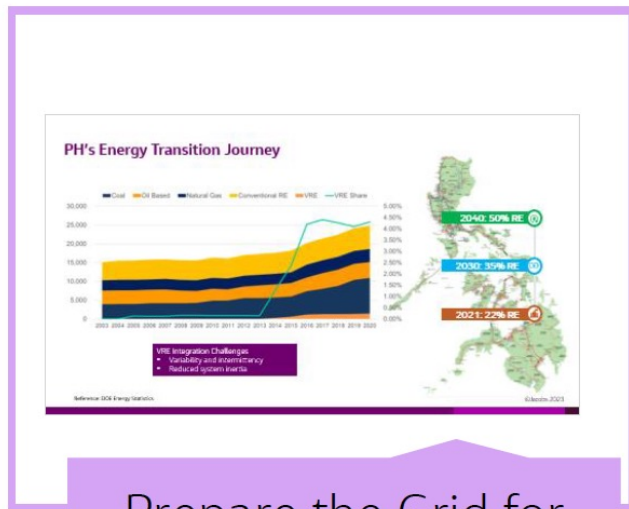 PH's Energy Transition Journey
Coal Oil Based Natural Gas Conventional RE VRE VRE Share
30,000
25,000
20,000
15,000
10,000
5,000
0
5.00%
4.50%
4.00%
3.50%
3.00%
2.50%
2.00%
1.50%
1.00%
0.50%
0.00%
2003 2004 2005 2006 2007 2008 2009 2010 2011 2012 2013 2014 2015 2016 2017 2018 2019 2020
2040: 50% RE
2030: 35% RE
2021: 22% RE
VRE Integration Challenges
• Variability and intermittency
• Reduced system inertia
Reference: DOE Energy Statistics
2023
Prepare the Grid for